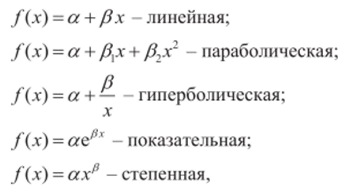 f(x) = α + βx – линейная;
f(x) = α + β₁x + β₂x² – параболическая;
f(x) = α + β/x – гиперболическая;
f(x) = αe^{βx} – показательная;
f(x) = αx^β – степенная,